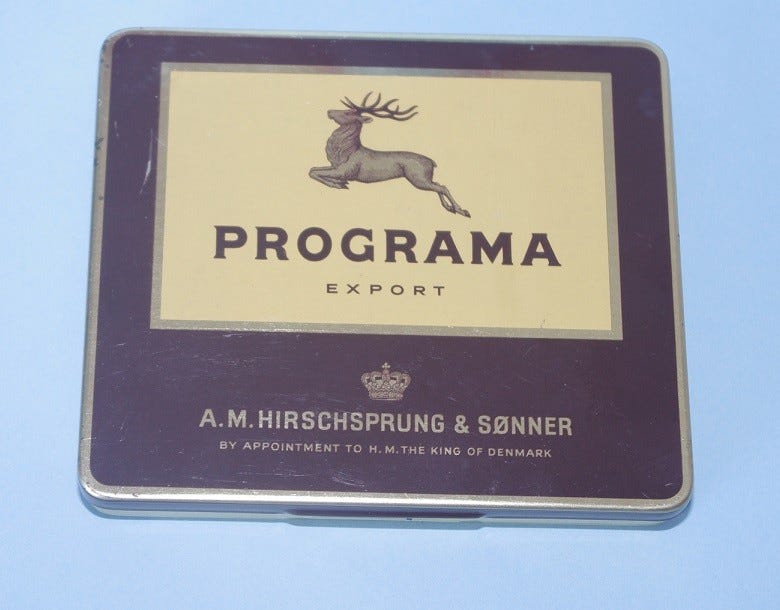 PROGRAMA
EXPORT
A.M.HIRSCHSPRUNG & SØNNER
BY APPOINTMENT TO H.M.THE KING OF DENMARK